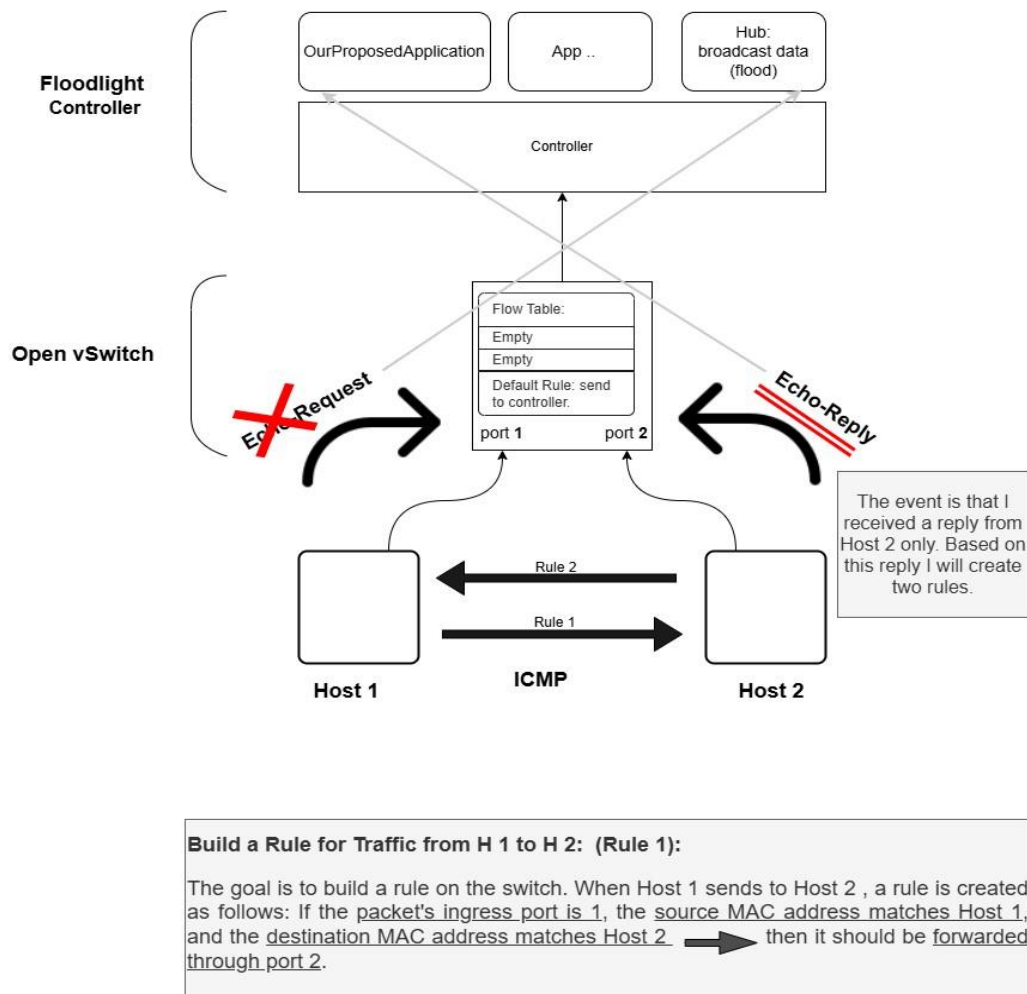 OurProposedApplication
App ..
Hub:
broadcast data
(flood)
Floodlight
Controller
Controller
Flow Table:
Empty
Empty
Default Rule: send
to controller.
Open vSwitch
Echo-Request
Echo-Reply
port 1
port 2
The event is that I
received a reply from
Host 2 only. Based on
this reply I will create
two rules.
Rule 2
Rule 1
ICMP
Host 1
Host 2
Build a Rule for Traffic from H 1 to H 2: (Rule 1):
The goal is to build a rule on the switch. When Host 1 sends to Host 2 , a rule is created
as follows: If the packet's ingress port is 1, the source MAC address matches Host 1,
and the destination MAC address matches Host 2 then it should be forwarded
through port 2.